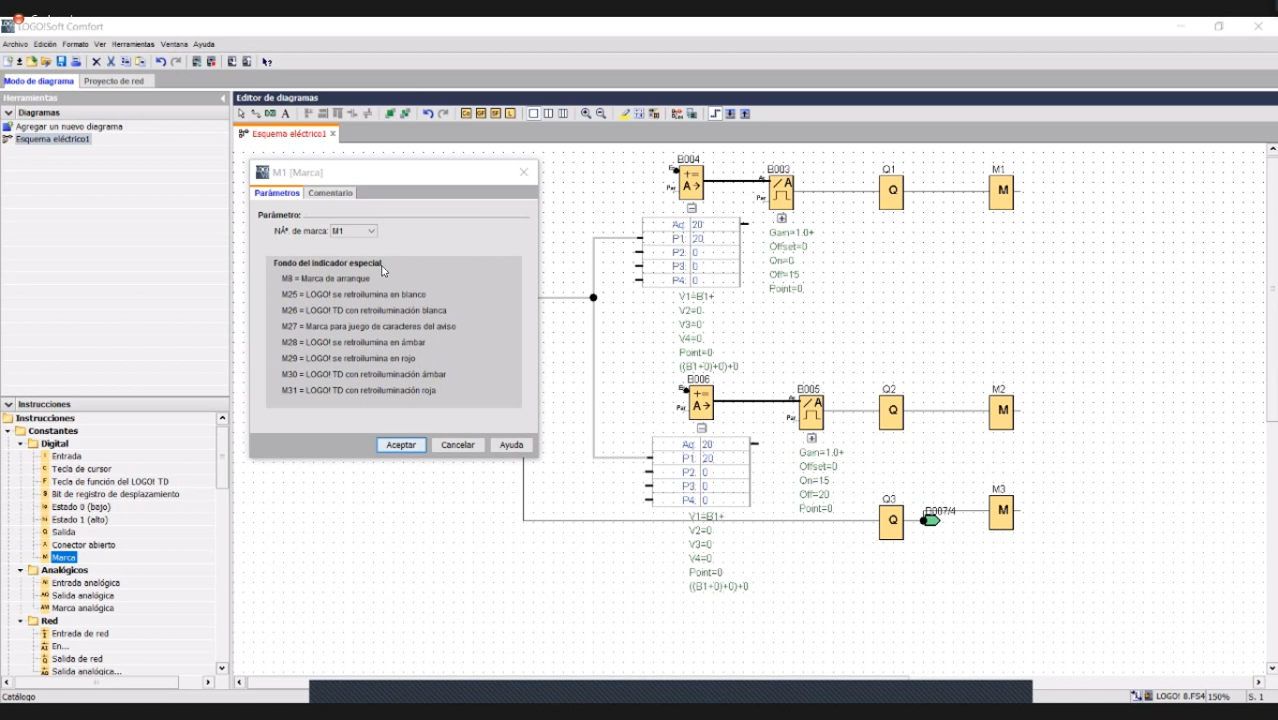 LOGO!Soft Comfort
Archivo Edición Formato Ver Herramientas Ventana Ayuda
Modo de diagrama Proyecto de red
Herramientas
Diagramas
Agregar un nuevo diagrama
Esquema eléctrico1
Instrucciones
Instrucciones
Constantes
Digital
Entrada
Tecla de cursor
Tecla de función del LOGO! TD
Bit de registro de desplazamiento
Estado 0 (bajo)
Estado 1 (alto)
Salida
Conector abierto
Marca
Analógicos
Entrada analógica
Salida analógica
Marca analógica
Red
Entrada de red
En...
Salida de red
Salida analógica...
Catálogo
Editor de diagramas
Esquema eléctrico1
M1 [Marca]
Parámetros Comentario
Parámetro:
NÂº. de marca: M1
Fondo del indicador especial
M8 = Marca de arranque
M25 = LOGO! se retroilumina en blanco
M26 = LOGO! TD con retroiluminación blanca
M27 = Marca para juego de caracteres del aviso
M28 = LOGO! se retroilumina en ámbar
M29 = LOGO! se retroilumina en rojo
M30 = LOGO! TD con retroiluminación ámbar
M31 = LOGO! TD con retroiluminación roja
Aceptar Cancelar Ayuda
B004 B003 Q1 M1
Par A→ Par /A Q M
Aq: 20
P1: 20
P2: 0
P3: 0
P4: 0
V1=B1+
V2=0
V3=0
V4=0
Point=0
((B1+0)+0)+0
Gain=1.0+
Offset=0
On=0
Off=15
Point=0
B006 B005 Q2 M2
Par A→ Par /A Q M
Aq: 20
P1: 20
P2: 0
P3: 0
P4: 0
V1=B1+
V2=0
V3=0
V4=0
Point=0
((B1+0)+0)+0
Gain=1.0+
Offset=0
On=15
Off=20
Point=0
Q3 B007/4 M3
Q M
LOGO! 8.FS4 150% S. 1